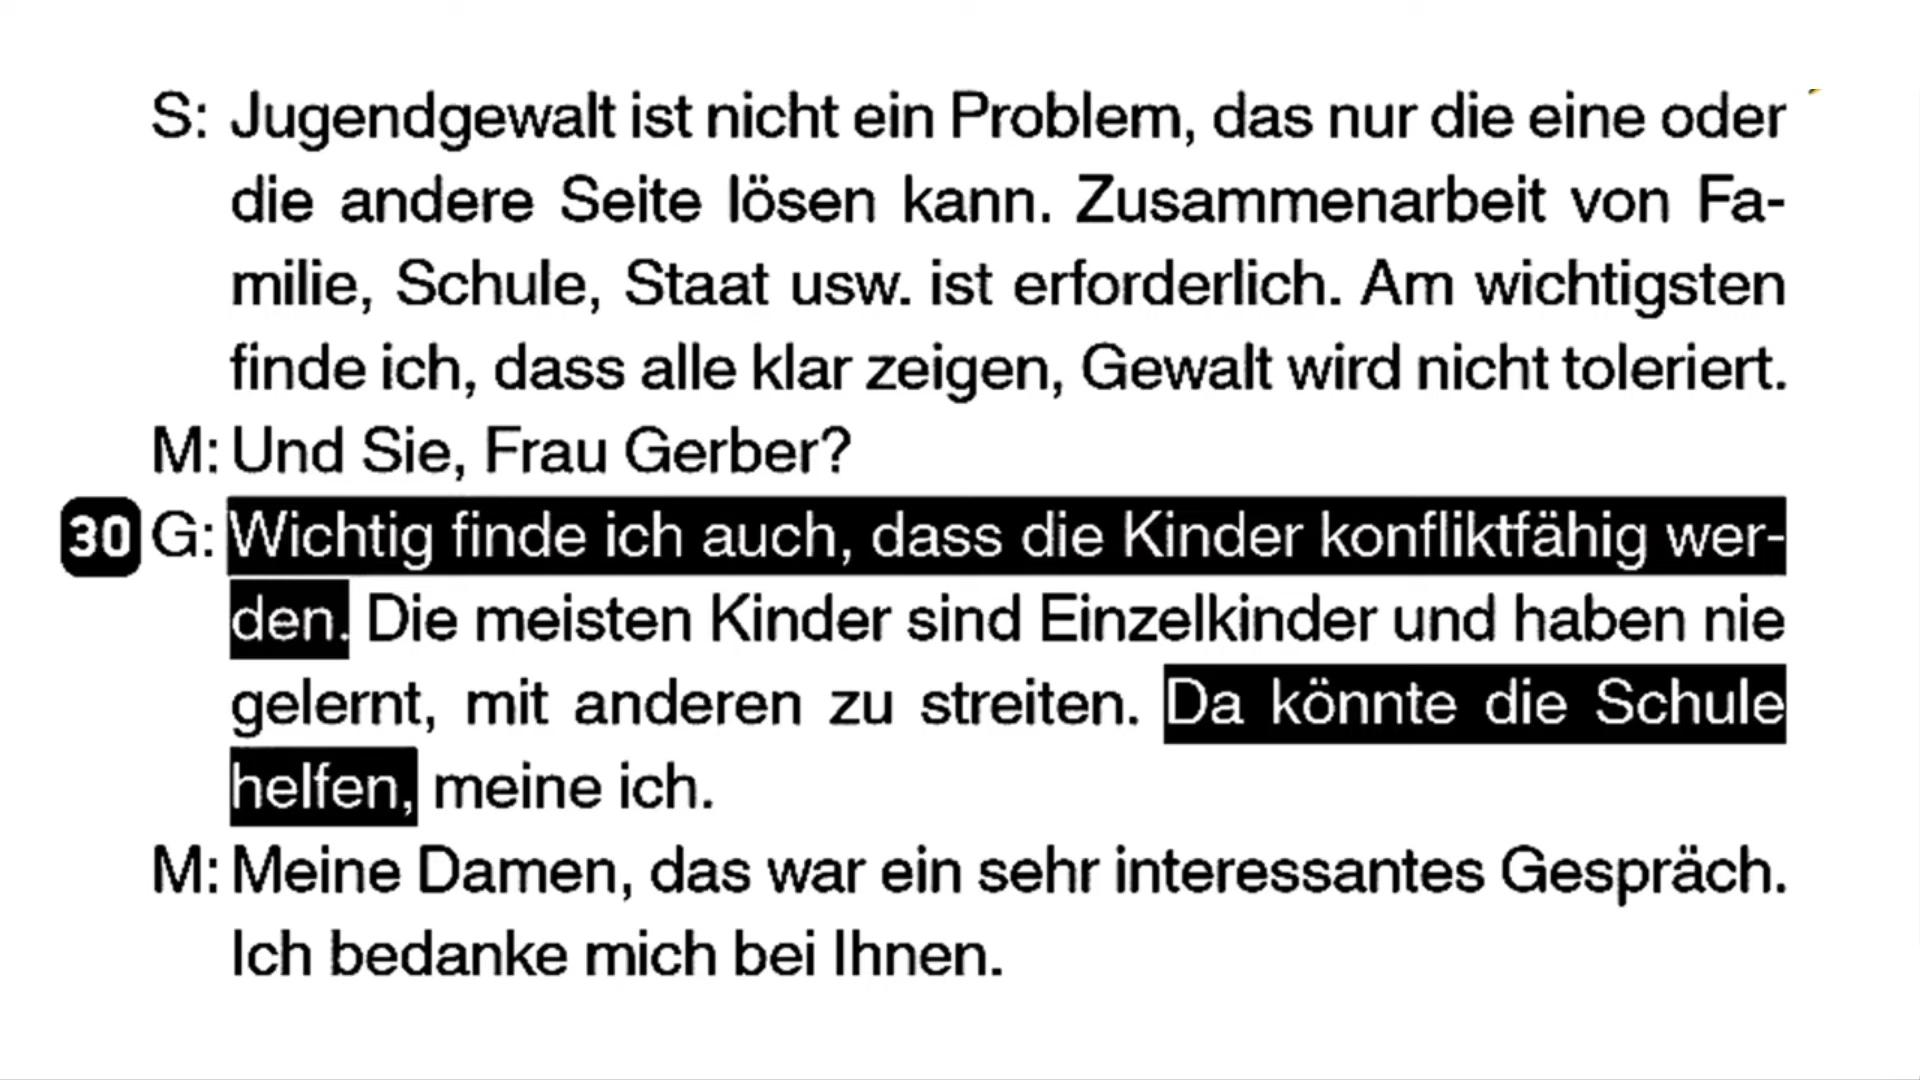 S: Jugendgewalt ist nicht ein Problem, das nur die eine oder
die andere Seite lösen kann. Zusammenarbeit von Fa-
milie, Schule, Staat usw. ist erforderlich. Am wichtigsten
finde ich, dass alle klar zeigen, Gewalt wird nicht toleriert.
M: Und Sie, Frau Gerber?
30 G: Wichtig finde ich auch, dass die Kinder konfliktfähig wer-
den. Die meisten Kinder sind Einzelkinder und haben nie
gelernt, mit anderen zu streiten. Da könnte die Schule
helfen, meine ich.
M: Meine Damen, das war ein sehr interessantes Gespräch.
Ich bedanke mich bei Ihnen.